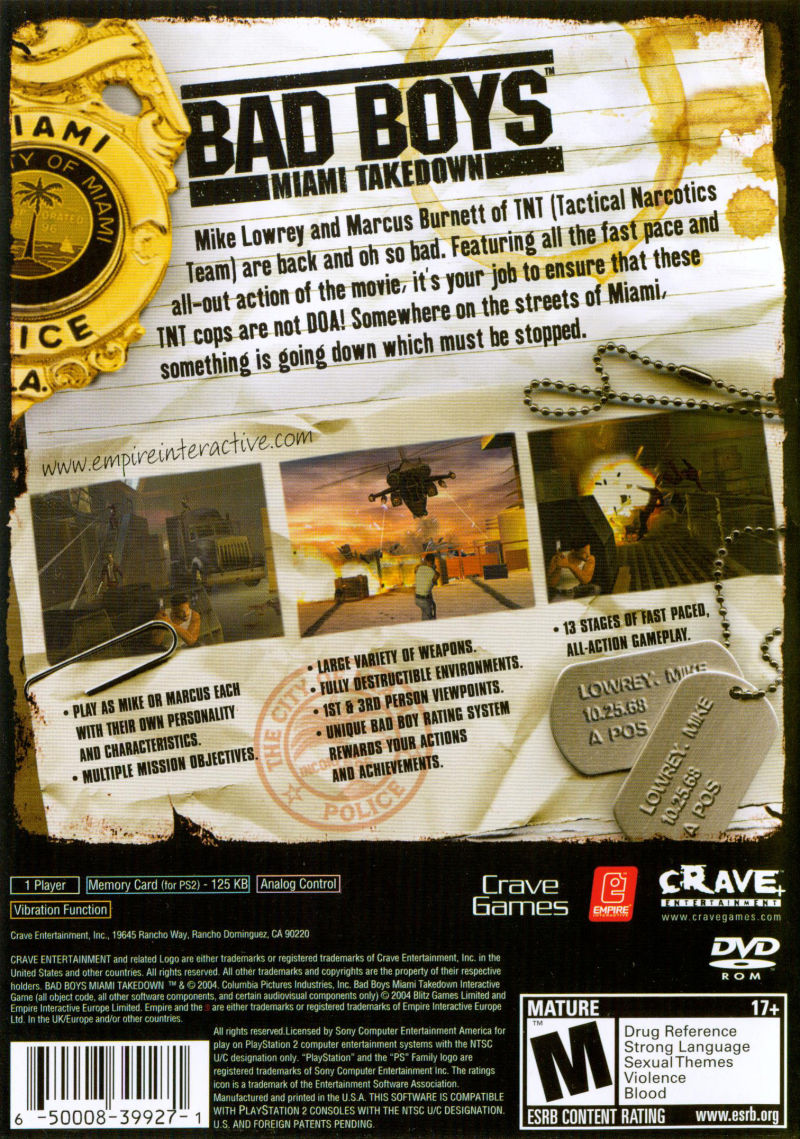 IAMI
TY OF MIAMI
ORATED
96
ICE
.A.
BAD BOYS™
MIAMI TAKEDOWN
Mike Lowrey and Marcus Burnett of TNT (Tactical Narcotics
Team) are back and oh so bad. Featuring all the fast pace and
all-out action of the movie, it's your job to ensure that these
TNT cops are not DOA! Somewhere on the streets of Miami,
something is going down which must be stopped.
www.empireinteractive.com
• PLAY AS MIKE OR MARCUS EACH
WITH THEIR OWN PERSONALITY
AND CHARACTERISTICS.
• MULTIPLE MISSION OBJECTIVES.
• LARGE VARIETY OF WEAPONS.
• FULLY DESTRUCTIBLE ENVIRONMENTS.
• 1ST & 3RD PERSON VIEWPOINTS.
• UNIQUE BAD BOY RATING SYSTEM
REWARDS YOUR ACTIONS
AND ACHIEVEMENTS.
• 13 STAGES OF FAST PACED,
ALL-ACTION GAMEPLAY.
THE CITY OF
POLICE
LOWREY. MIKE
10.25.68
A POS
LOWREY. MIKE
10.25.68
A POS
1 Player
Memory Card (for PS2) - 125 KB
Analog Control
Vibration Function
Crave
Games
EMPIRE
INTERACTIVE
CRAVE
ENTERTAINMENT
www.cravegames.com
Crave Entertainment, Inc., 19645 Rancho Way, Rancho Dominguez, CA 90220
DVD
ROM
CRAVE ENTERTAINMENT and related Logo are either trademarks or registered trademarks of Crave Entertainment, Inc. in the
United States and other countries. All rights reserved. All other trademarks and copyrights are the property of their respective
holders. BAD BOYS MIAMI TAKEDOWN ™ & © 2004. Columbia Pictures Industries, Inc. Bad Boys Miami Takedown Interactive
Game (all object code, all other software components, and certain audiovisual components only) © 2004 Blitz Games Limited and
Empire Interactive Europe Limited. Empire and the are either trademarks or registered trademarks of Empire Interactive Europe
Ltd. In the UK/Europe and/or other countries.
All rights reserved.Licensed by Sony Computer Entertainment America for
play on PlayStation 2 computer entertainment systems with the NTSC
U/C designation only. "PlayStation" and the "PS" Family logo are
registered trademarks of Sony Computer Entertainment Inc. The ratings
icon is a trademark of the Entertainment Software Association.
Manufactured and printed in the U.S.A. THIS SOFTWARE IS COMPATIBLE
WITH PLAYSTATION 2 CONSOLES WITH THE NTSC U/C DESIGNATION.
U.S. AND FOREIGN PATENTS PENDING.
6 -50008-39927- 1
MATURE 17+
™
M
Drug Reference
Strong Language
Sexual Themes
Violence
Blood
ESRB CONTENT RATING www.esrb.org